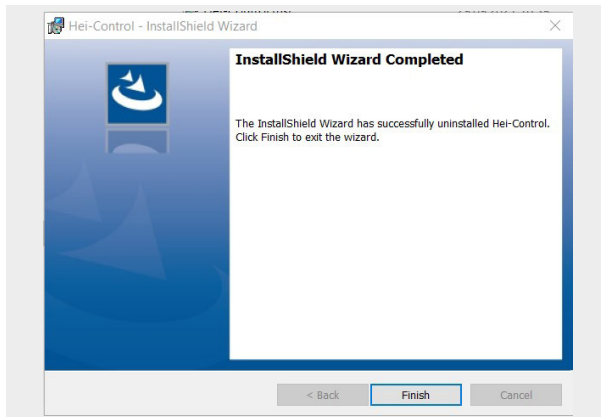 Hei-Control - InstallShield Wizard
InstallShield Wizard Completed
The InstallShield Wizard has successfully uninstalled Hei-Control.
Click Finish to exit the wizard.
< Back
Finish
Cancel